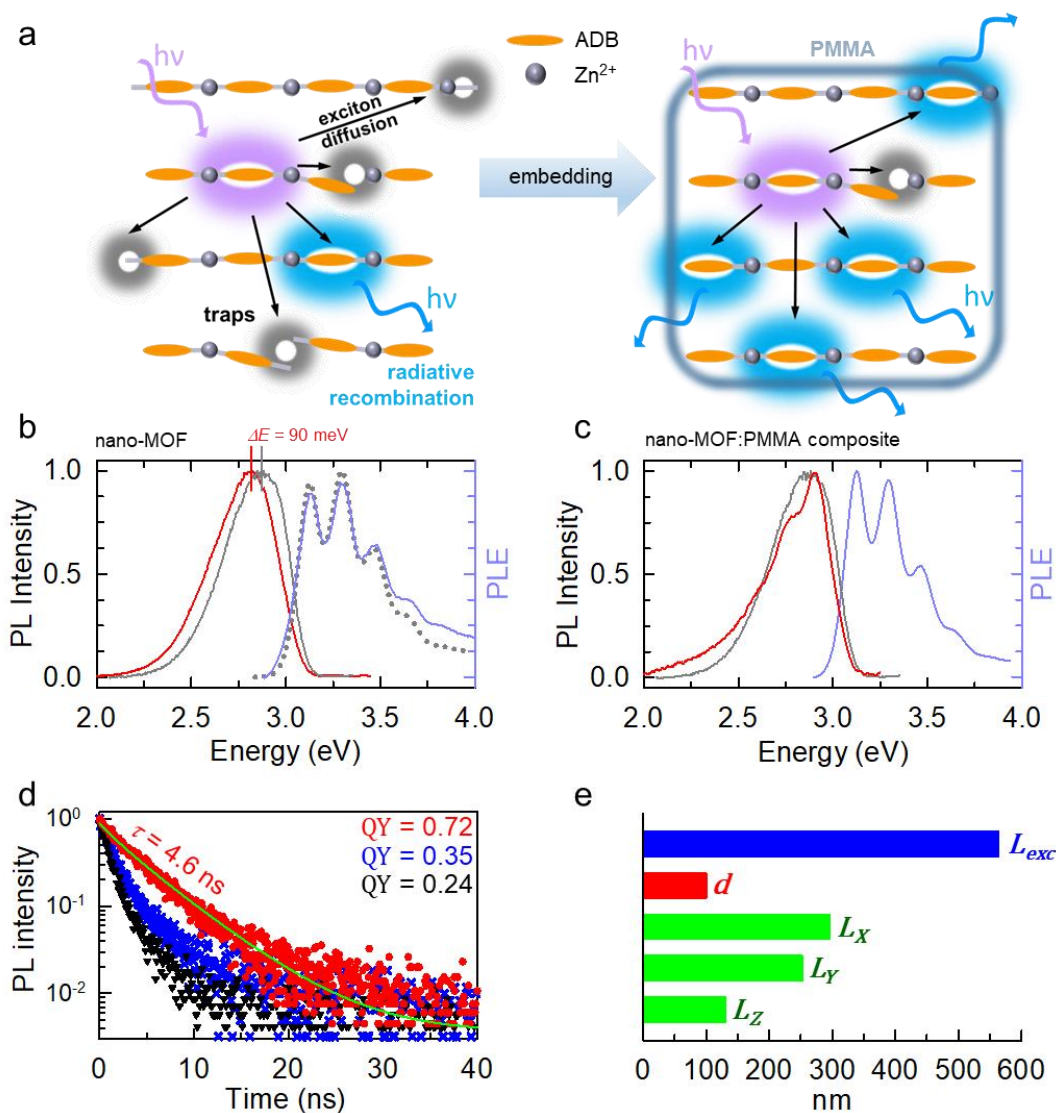 a
hν
ADB
Zn²⁺
exciton
diffusion
traps
hν
radiative
recombination
embedding
PMMA
hν
hν
b
nano-MOF
ΔE = 90 meV
1.0
0.5
0.0
PL Intensity
PLE
2.0 2.5 3.0 3.5 4.0
Energy (eV)
c
nano-MOF:PMMA composite
1.0
0.5
0.0
PL Intensity
PLE
2.0 2.5 3.0 3.5 4.0
Energy (eV)
d
10⁰
10⁻¹
10⁻²
PL intensity
τ = 4.6 ns
QY = 0.72
QY = 0.35
QY = 0.24
0 10 20 30 40
Time (ns)
e
L_exc
d
L_X
L_Y
L_Z
0 100 200 300 400 500 600
nm